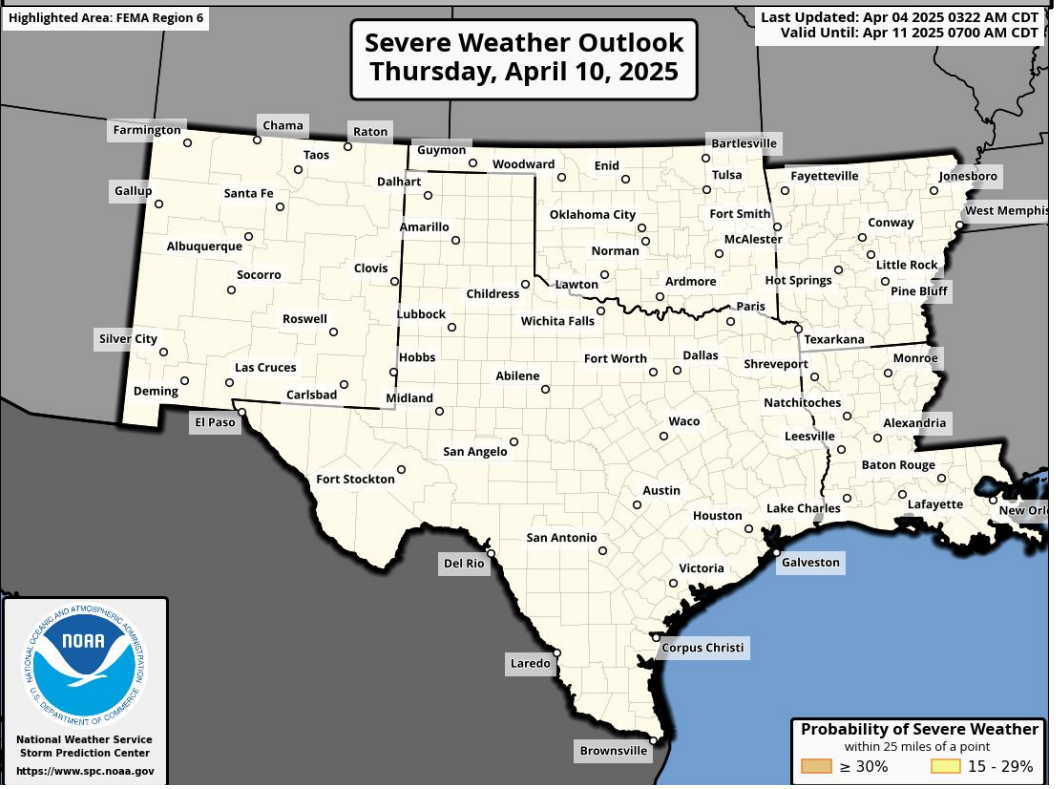 Highlighted Area: FEMA Region 6
Last Updated: Apr 04 2025 0322 AM CDT
Valid Until: Apr 11 2025 0700 AM CDT
Severe Weather Outlook
Thursday, April 10, 2025
Farmington
Chama
Raton
Taos
Guymon
Woodward
Enid
Bartlesville
Tulsa
Fayetteville
Jonesboro
Gallup
Santa Fe
Dalhart
Oklahoma City
Fort Smith
West Memphis
Albuquerque
Amarillo
Norman
McAlester
Conway
Socorro
Clovis
Childress
Lawton
Ardmore
Hot Springs
Little Rock
Pine Bluff
Roswell
Lubbock
Wichita Falls
Paris
Texarkana
Silver City
Las Cruces
Hobbs
Fort Worth
Dallas
Shreveport
Monroe
Deming
Carlsbad
Midland
Abilene
Natchitoches
El Paso
San Angelo
Waco
Leesville
Alexandria
Fort Stockton
Austin
Baton Rouge
Houston
Lake Charles
Lafayette
New Orl
Del Rio
San Antonio
Victoria
Galveston
Laredo
Corpus Christi
Brownsville
NATIONAL OCEANIC AND ATMOSPHERIC ADMINISTRATION
NOAA
U.S. DEPARTMENT OF COMMERCE
National Weather Service
Storm Prediction Center
https://www.spc.noaa.gov
Probability of Severe Weather
within 25 miles of a point
≥ 30%
15 - 29%